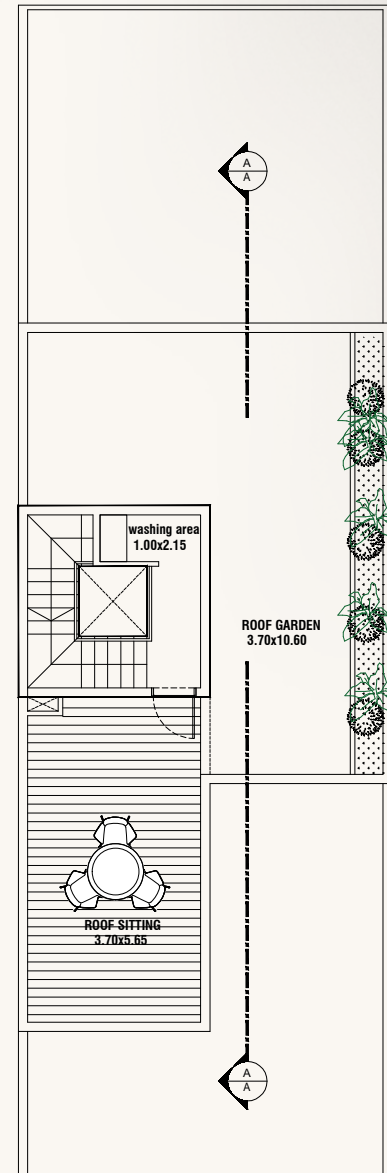 A
A
washing area
1.00x2.15
ROOF GARDEN
3.70x10.60
ROOF SITTING
3.70x5.65
A
A